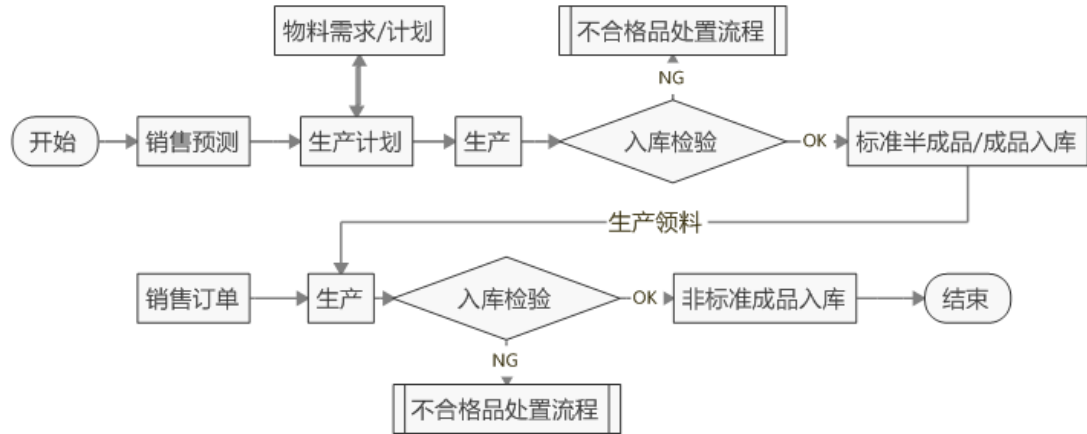 物料需求/计划
不合格品处置流程
NG
开始
销售预测
生产计划
生产
入库检验
OK
标准半成品/成品入库
生产领料
销售订单
生产
入库检验
OK
非标准成品入库
结束
NG
不合格品处置流程